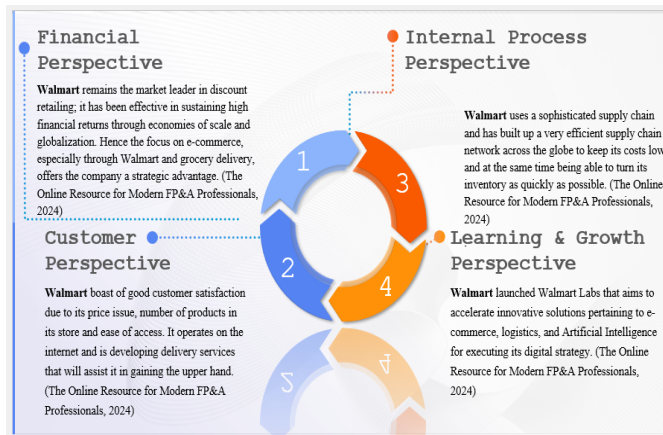 Financial
Perspective
Walmart remains the market leader in discount
retailing; it has been effective in sustaining high
financial returns through economies of scale and
globalization. Hence the focus on e-commerce,
especially through Walmart and grocery delivery,
offers the company a strategic advantage. (The
Online Resource for Modern FP&A Professionals,
2024)
Customer
Perspective
Walmart boast of good customer satisfaction
due to its price issue, number of products in
its store and ease of access. It operates on the
internet and is developing delivery services
that will assist it in gaining the upper hand.
(The Online Resource for Modern FP&A
Professionals, 2024)
1
2
3
4
Internal Process
Perspective
Walmart uses a sophisticated supply chain
and has built up a very efficient supply chain
network across the globe to keep its costs low
and at the same time being able to turn its
inventory as quickly as possible. (The Online
Resource for Modern FP&A Professionals,
2024)
Learning & Growth
Perspective
Walmart launched Walmart Labs that aims to
accelerate innovative solutions pertaining to e-
commerce, logistics, and Artificial Intelligence
for executing its digital strategy. (The Online
Resource for Modern FP&A Professionals,
2024)